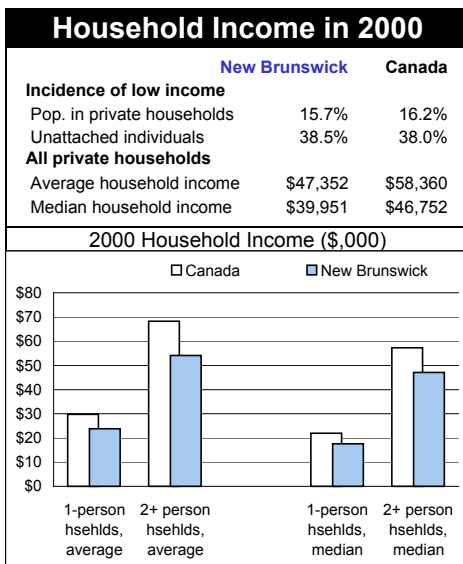 Household Income in 2000
New Brunswick Canada
Incidence of low income
Pop. in private households 15.7% 16.2%
Unattached individuals 38.5% 38.0%
All private households
Average household income $47,352 $58,360
Median household income $39,951 $46,752
2000 Household Income ($,000)
Canada New Brunswick
$80
$70
$60
$50
$40
$30
$20
$10
$0
1-person hsehlds, average
2+ person hsehlds, average
1-person hsehlds, median
2+ person hsehlds, median